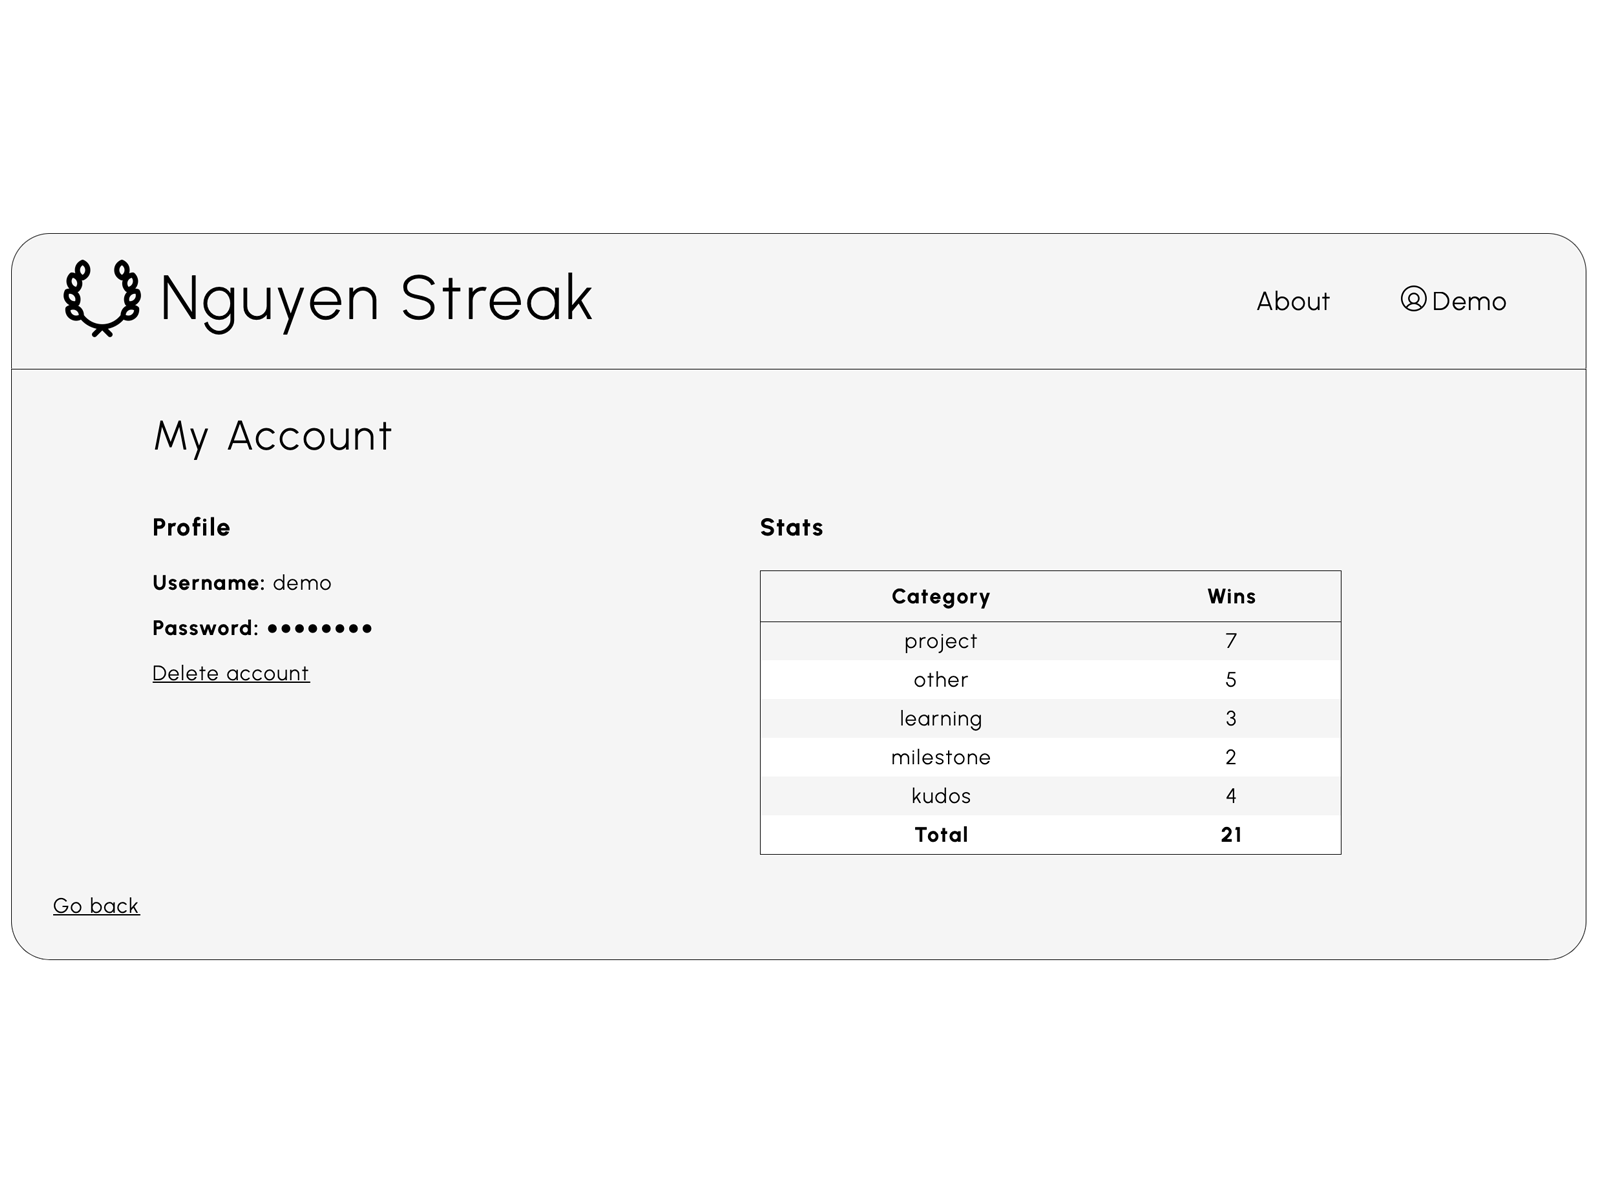 Nguyen Streak
About
Demo
My Account
Profile
Username: demo
Password: ••••••••
Delete account
Stats
Category Wins
project 7
other 5
learning 3
milestone 2
kudos 4
Total 21
Go back